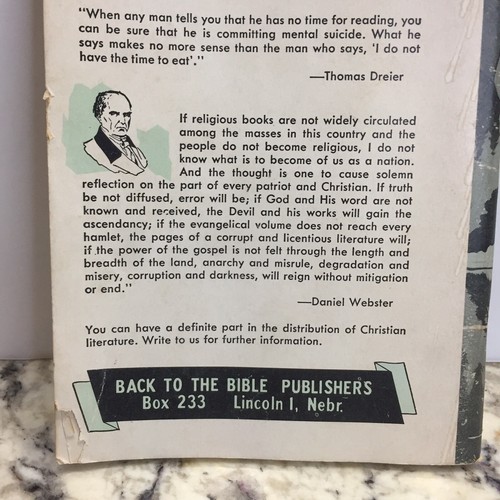 "When any man tells you that he has no time for reading, you
can be sure that he is committing mental suicide. What he
says makes no more sense than the man who says, 'I do not
have the time to eat'."
—Thomas Dreier
If religious books are not widely circulated
among the masses in this country and the
people do not become religious, I do not
know what is to become of us as a nation.
And the thought is one to cause solemn
reflection on the part of every patriot and Christian. If truth
be not diffused, error will be; if God and His word are not
known and received, the Devil and his works will gain the
ascendancy; if the evangelical volume does not reach every
hamlet, the pages of a corrupt and licentious literature will;
if the power of the gospel is not felt through the length and
breadth of the land, anarchy and misrule, degradation and
misery, corruption and darkness, will reign without mitigation
or end."
—Daniel Webster
You can have a definite part in the distribution of Christian
literature. Write to us for further information.
BACK TO THE BIBLE PUBLISHERS
Box 233 Lincoln 1, Nebr.